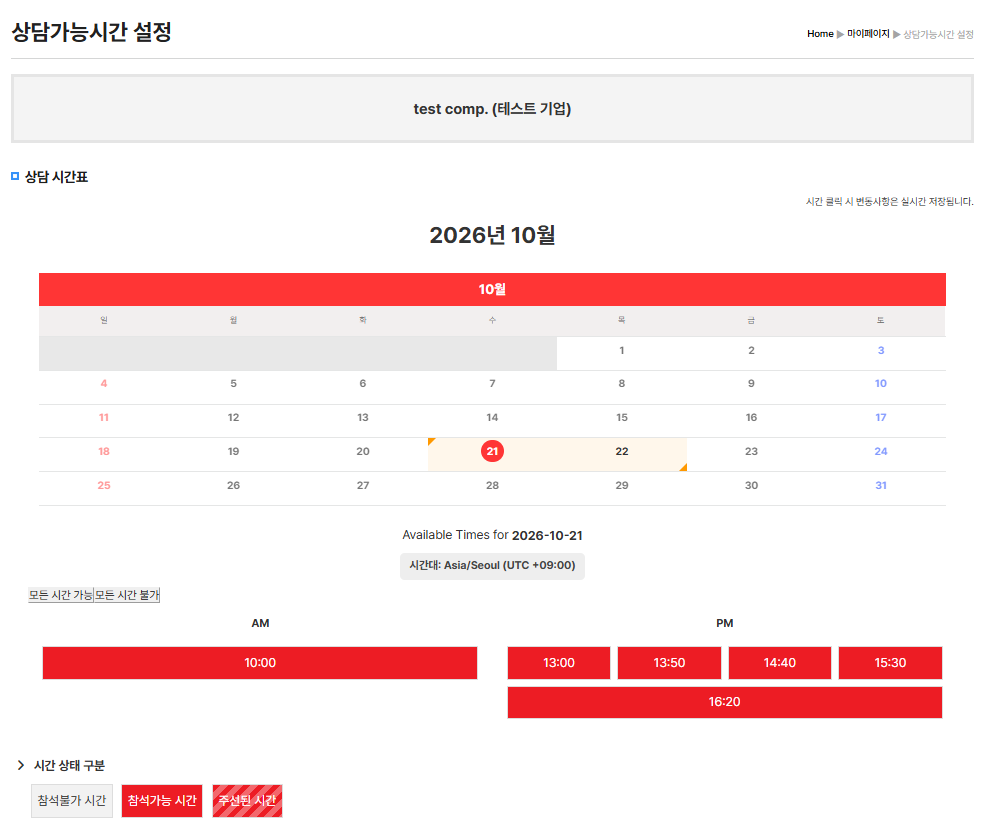 상담가능시간 설정
Home ▶ 마이페이지 ▶ 상담가능시간 설정
test comp. (테스트 기업)
상담 시간표
시간 클릭 시 변동사항은 실시간 저장됩니다.
2026년 10월
10월
일 월 화 수 목 금 토
1 2 3
4 5 6 7 8 9 10
11 12 13 14 15 16 17
18 19 20 21 22 23 24
25 26 27 28 29 30 31
Available Times for 2026-10-21
시간대: Asia/Seoul (UTC +09:00)
모든 시간 가능 모든 시간 불가
AM PM
10:00 13:00 13:50 14:40 15:30
16:20
시간 상태 구분
참석불가 시간 참석가능 시간 주선된 시간